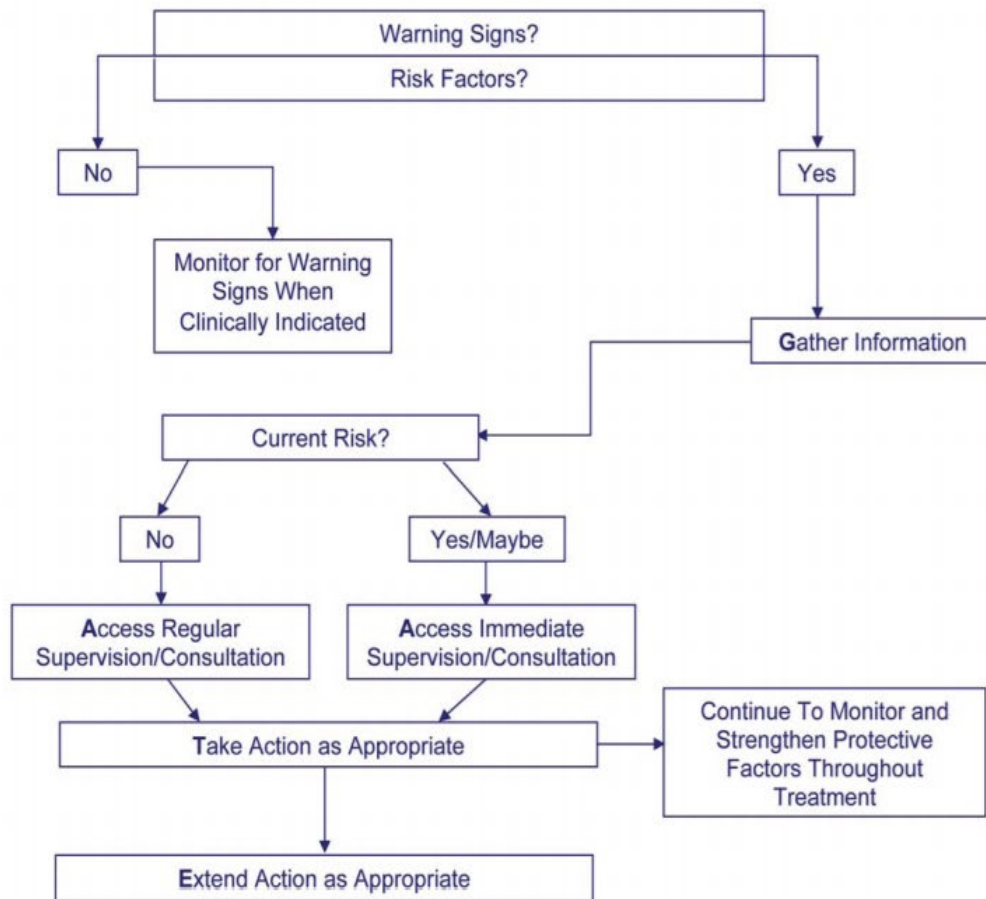 Warning Signs?
Risk Factors?
No
Yes
Monitor for Warning
Signs When
Clinically Indicated
Gather Information
Current Risk?
No
Yes/Maybe
Access Regular
Supervision/Consultation
Access Immediate
Supervision/Consultation
Take Action as Appropriate
Continue To Monitor and
Strengthen Protective
Factors Throughout
Treatment
Extend Action as Appropriate